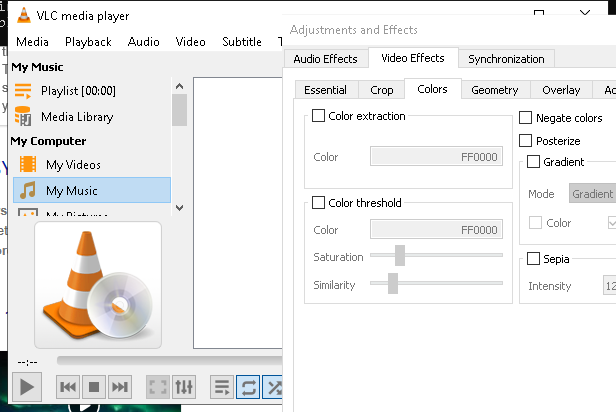 VLC media player
Media Playback Audio Video Subtitle T
My Music
Playlist [00:00]
Media Library
My Computer
My Videos
My Music
My Pictures
--:--
Adjustments and Effects
Audio Effects Video Effects Synchronization
Essential Crop Colors Geometry Overlay
Color extraction
Color FF0000
Color threshold
Color FF0000
Saturation
Similarity
Negate colors
Posterize
Gradient
Mode Gradient
Color
Sepia
Intensity 12